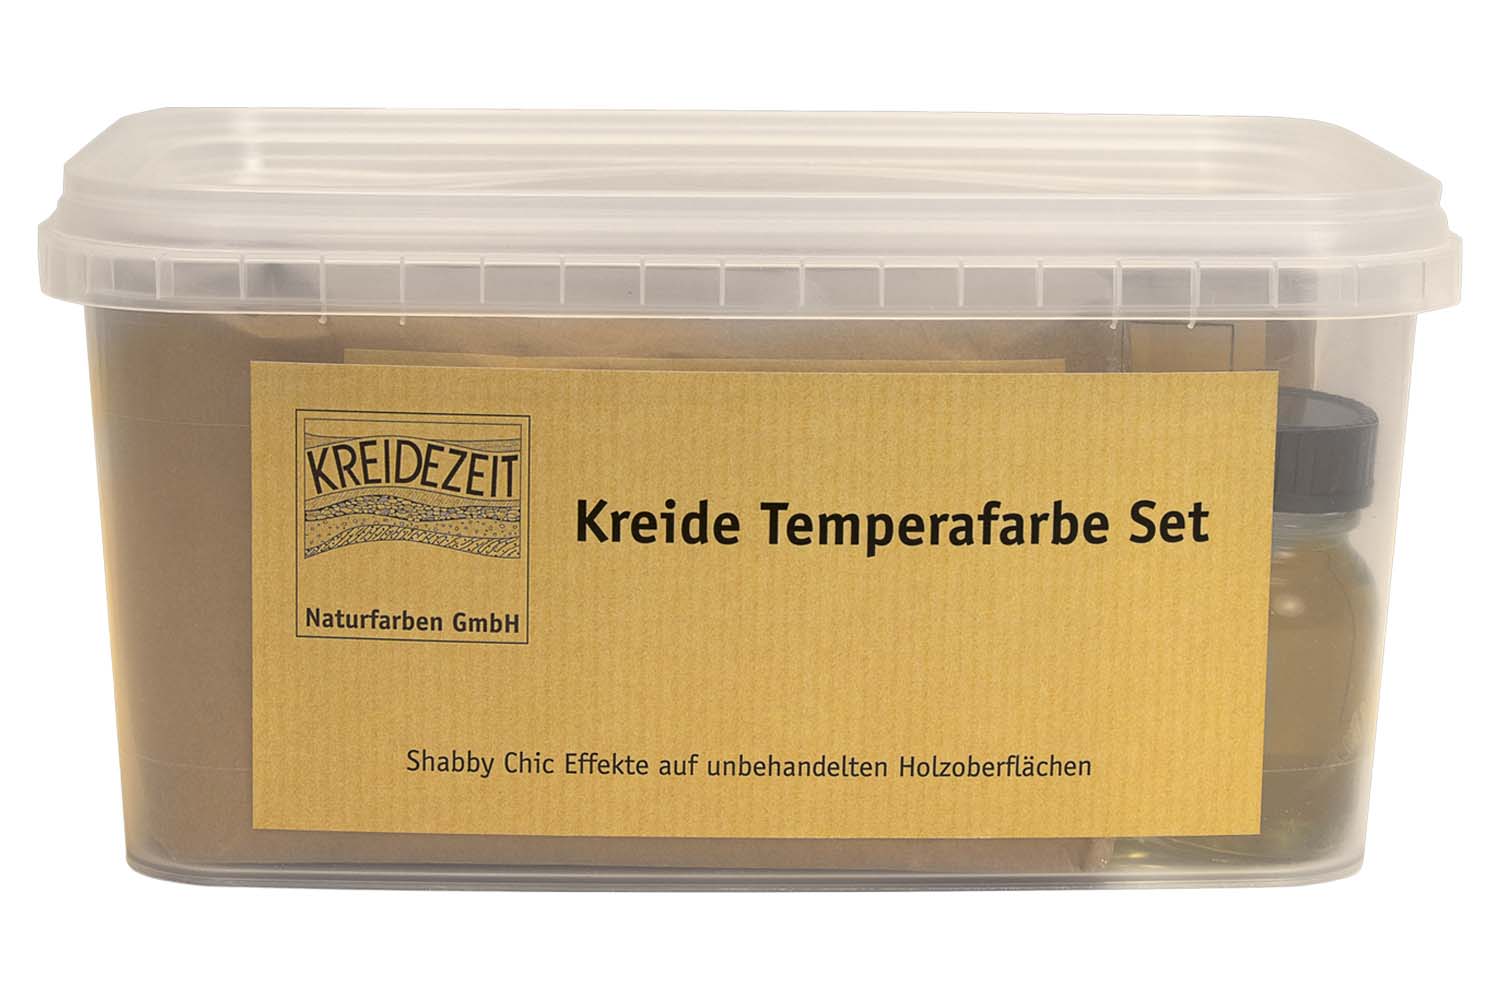 KREIDEZEIT
Naturfarben GmbH
Kreide Temperafarbe Set
Shabby Chic Effekte auf unbehandelten Holzoberflächen